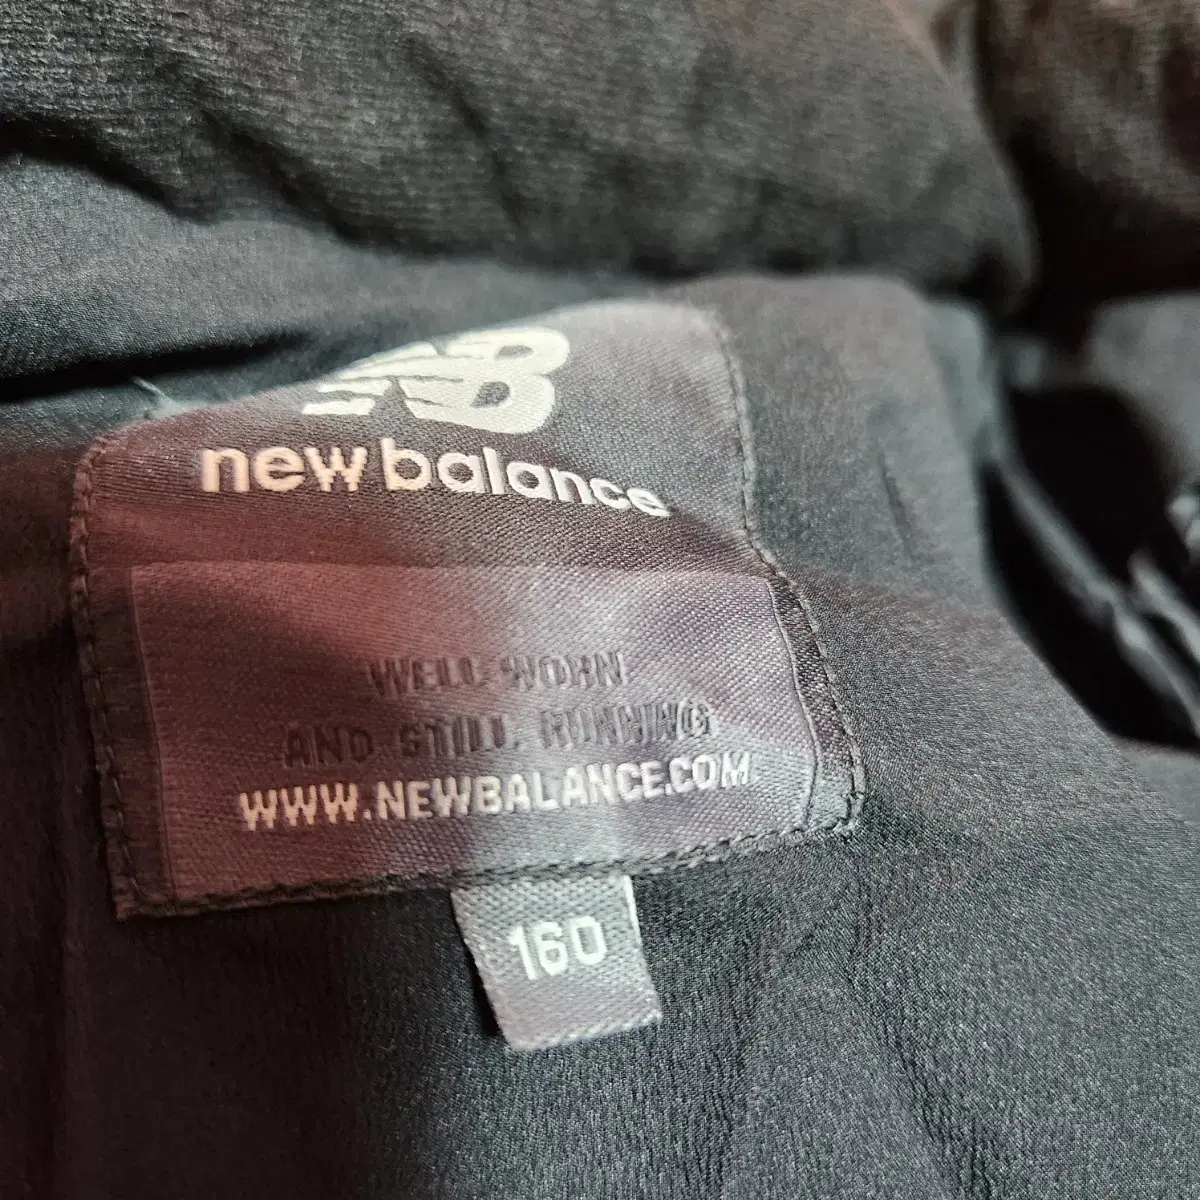 new balance
WELL WORN
AND STILL RUNNING
WWW.NEWBALANCE.COM
160